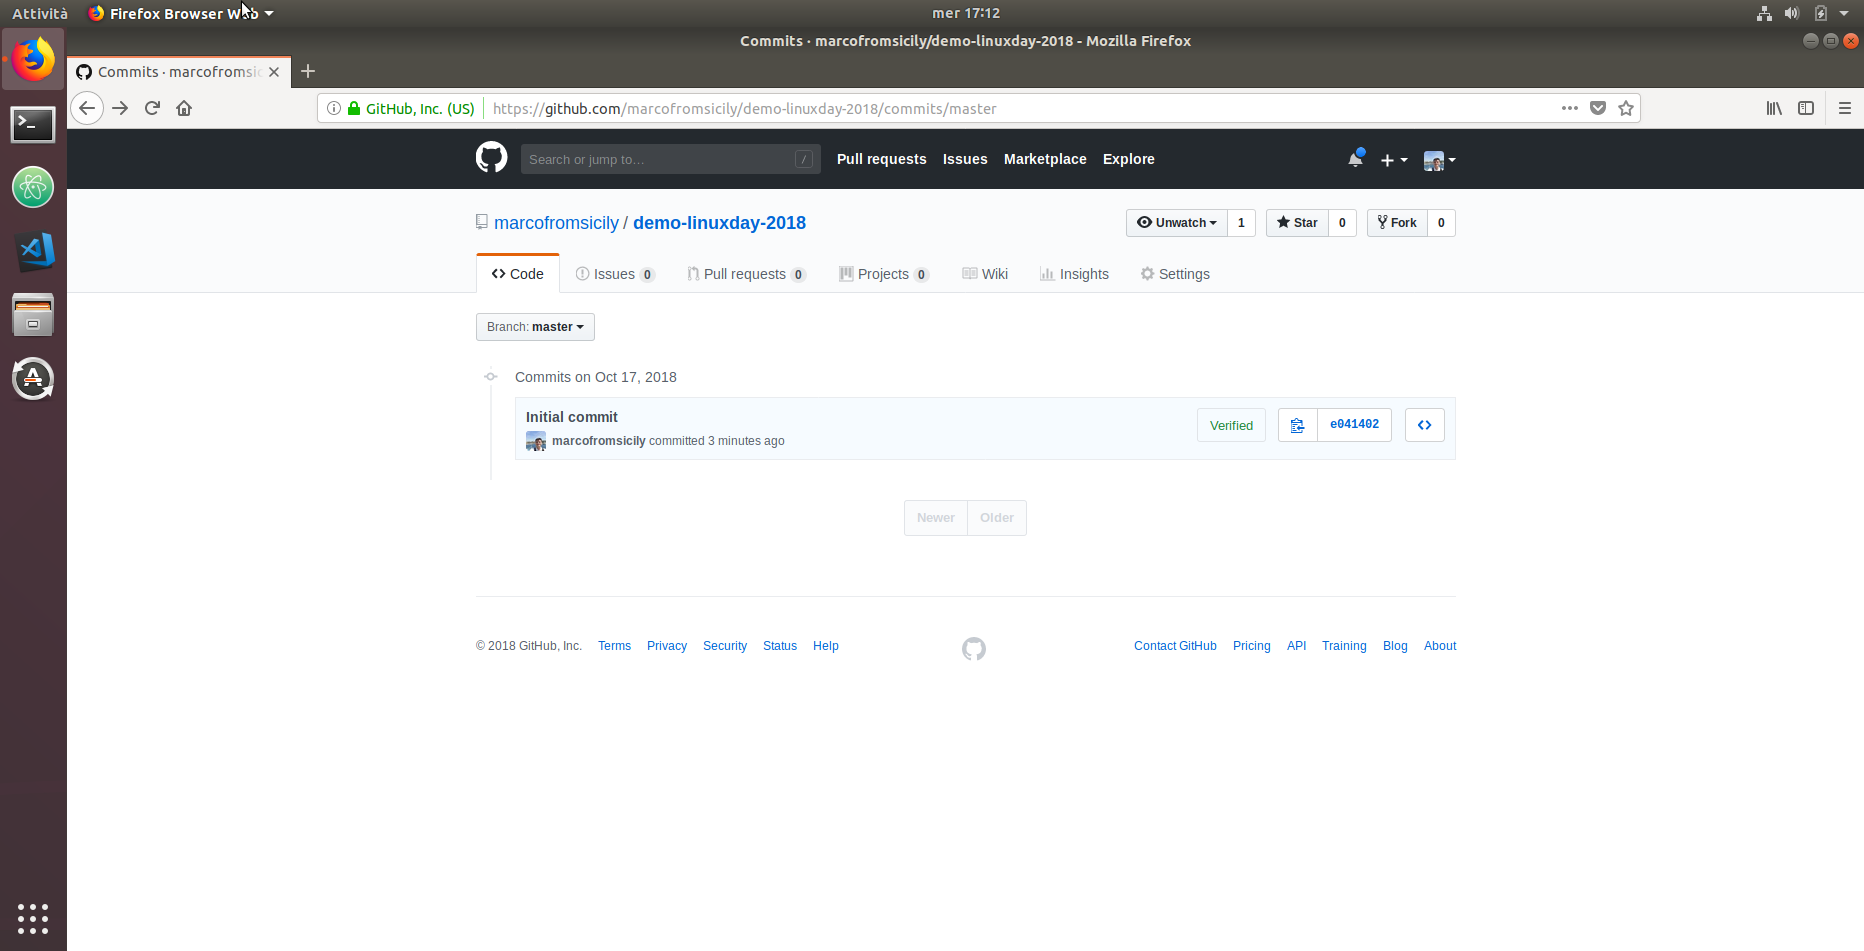 Attività Firefox Browser Web mer 17:12
Commits · marcofromsicily/demo-linuxday-2018 - Mozilla Firefox
Commits · marcofromsic
GitHub, Inc. (US) https://github.com/marcofromsicily/demo-linuxday-2018/commits/master
Search or jump to… / Pull requests Issues Marketplace Explore
marcofromsicily / demo-linuxday-2018 Unwatch 1 Star 0 Fork 0
Code Issues 0 Pull requests 0 Projects 0 Wiki Insights Settings
Branch: master
Commits on Oct 17, 2018
Initial commit
marcofromsicily committed 3 minutes ago
Verified e041402
Newer Older
© 2018 GitHub, Inc. Terms Privacy Security Status Help Contact GitHub Pricing API Training Blog About